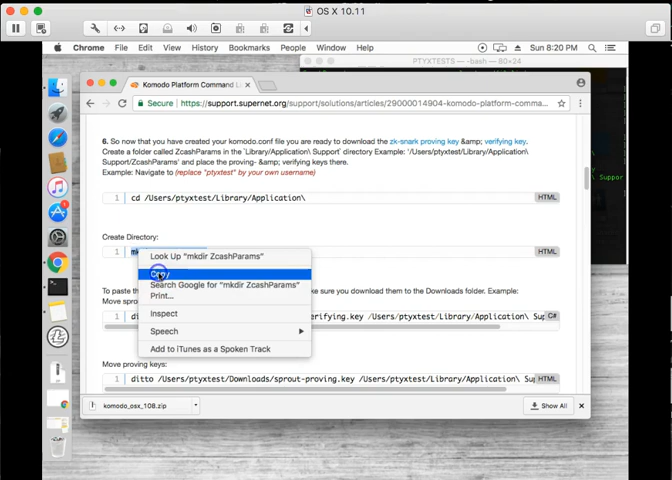 OS X 10.11
Chrome File Edit View History Bookmarks People Window Help
Sun 8:20 PM
PTYXTESTS — -bash — 80×24
Komodo Platform Command L
Secure https://support.supernet.org/support/solutions/articles/29000014904-komodo-platform-comma...
6. So now that you have created your komodo.conf file you are ready to download the zk-snark proving key &amp; verifying key.
Create a folder called ZcashParams in the `Library/Application\ Support` directory Example: '/Users/ptyxtest/Library/Application\
Support/ZcashParams' and place the proving- &amp; verifying keys there.
Example: Navigate to (replace "ptyxtest" by your own username)
1 cd /Users/ptyxtest/Library/Application\
HTML
Create Directory:
1
HTML
Look Up “mkdir ZcashParams”
Copy
Search Google for “mkdir ZcashParams”
Print...
Inspect
Speech
Add to iTunes as a Spoken Track
To paste th
make sure you download them to the Downloads folder. Example:
Move spro
1 di
verifying.key /Users/ptyxtest/Library/Application\ Sup
C#
Move proving keys:
1 ditto /Users/ptyxtest/Downloads/sprout-proving.key /Users/ptyxtest/Library/Application\ Sup
HTML
komodo_osx_108.zip
Show All
Suppor